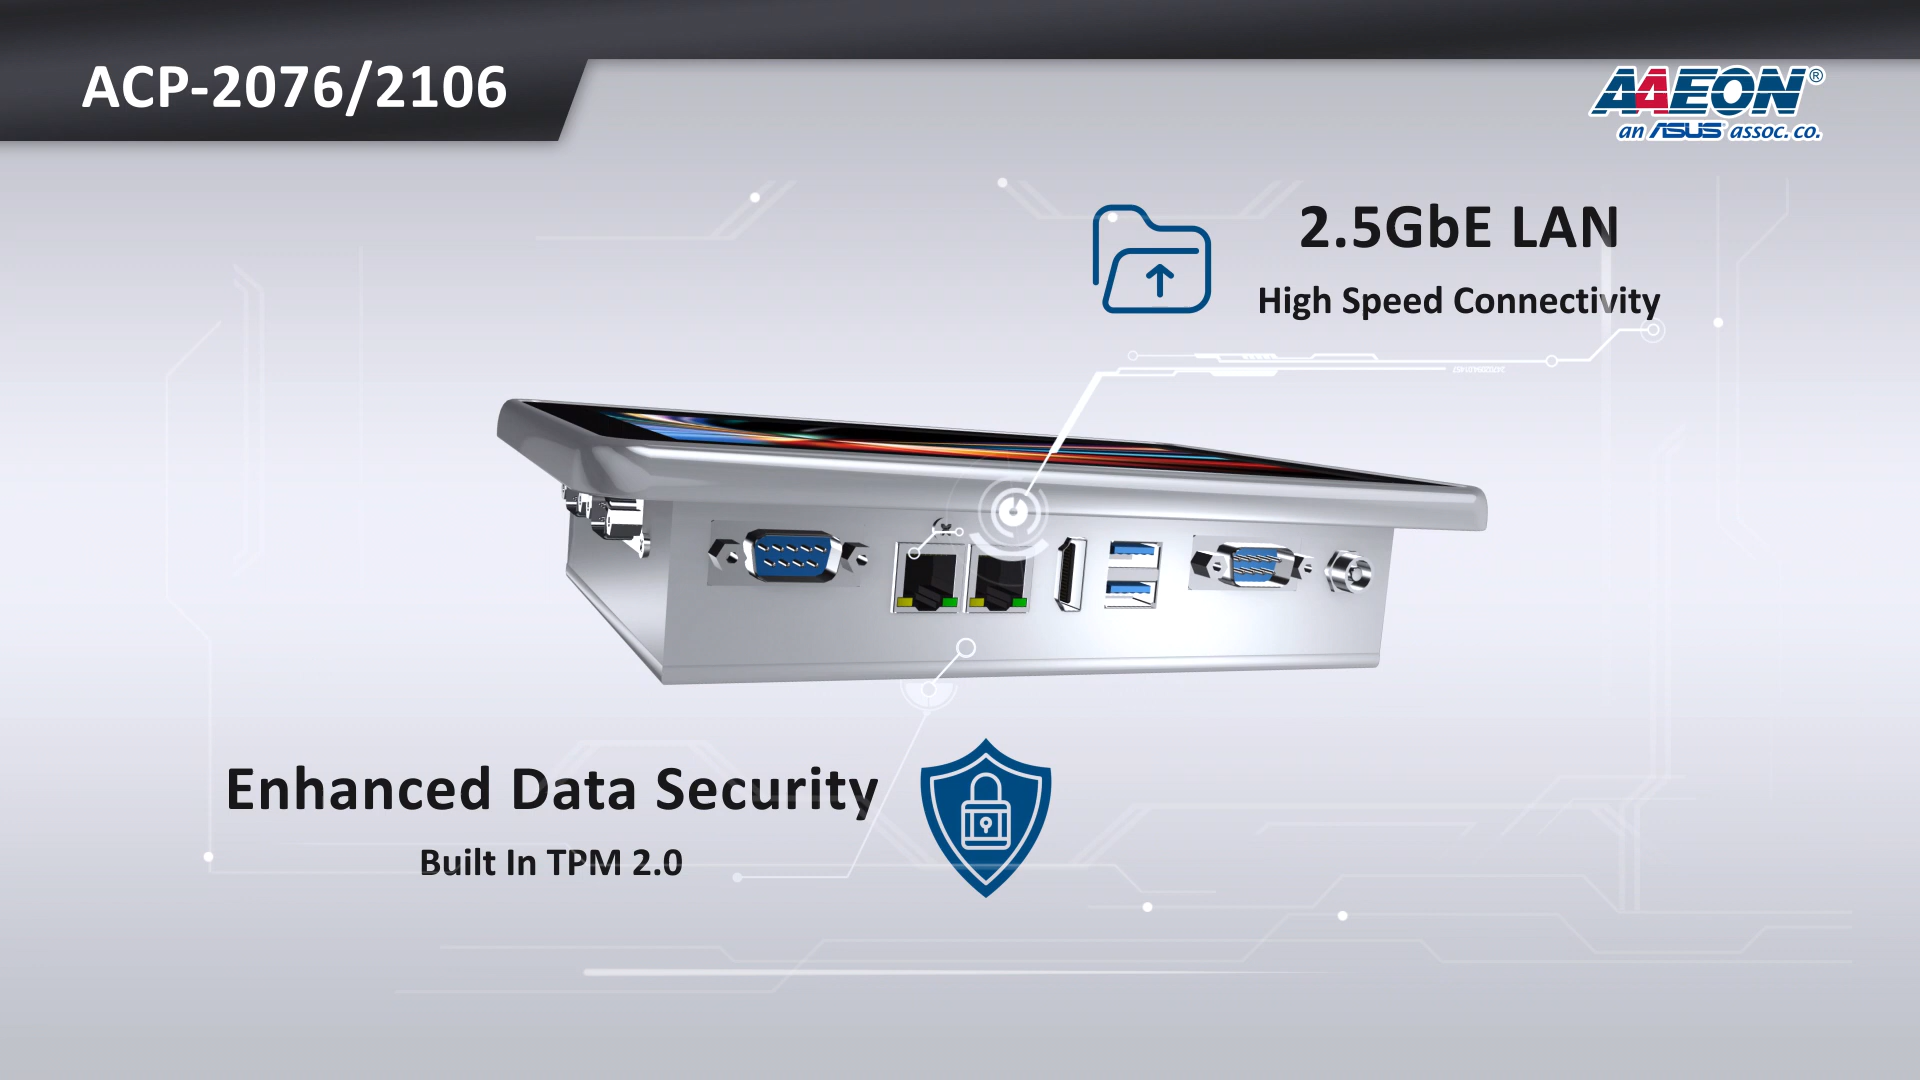 ACP-2076/2106
AAEON®
an ASUS assoc. co.
2.5GbE LAN
High Speed Connectivity
Enhanced Data Security
Built In TPM 2.0